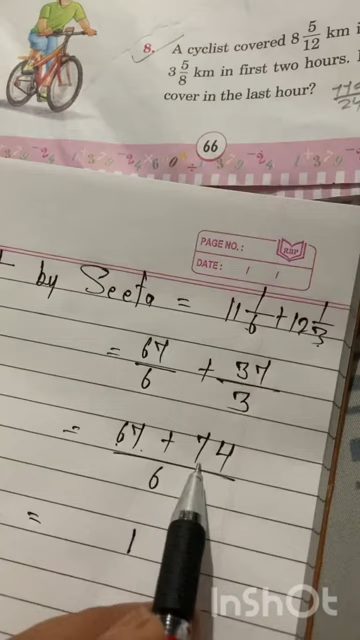 8. A cyclist covered 8 5/12 km i
3 5/8 km in first two hours.
cover in the last hour?
66
PAGE NO.:
DATE: / /
by Seeta = 11 1/6 + 12 1/3
= 67/6 + 37/3
= 67 + 74 / 6
= 1
InShOt